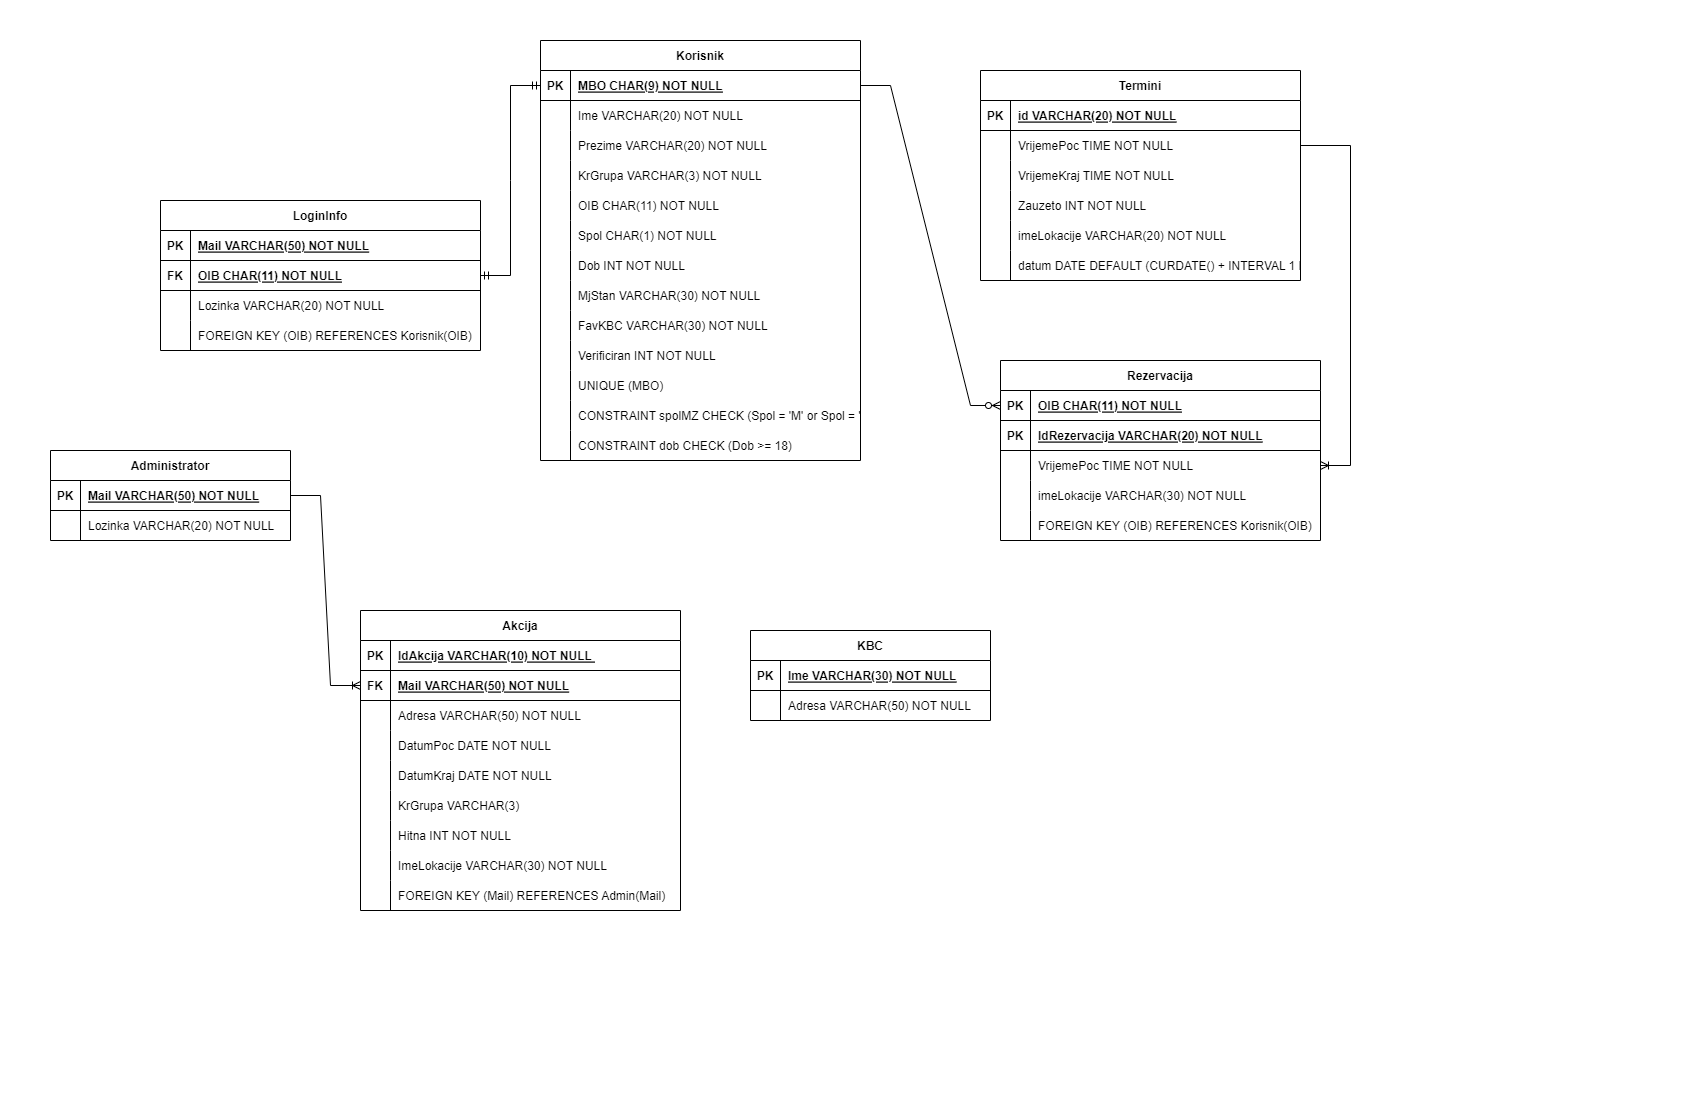 Korisnik
PK MBO CHAR(9) NOT NULL
Ime VARCHAR(20) NOT NULL
Prezime VARCHAR(20) NOT NULL
KrGrupa VARCHAR(3) NOT NULL
OIB CHAR(11) NOT NULL
Spol CHAR(1) NOT NULL
Dob INT NOT NULL
MjStan VARCHAR(30) NOT NULL
FavKBC VARCHAR(30) NOT NULL
Verificiran INT NOT NULL
UNIQUE (MBO)
CONSTRAINT spolMZ CHECK (Spol = 'M' or Spol = '
CONSTRAINT dob CHECK (Dob >= 18)
Termini
PK id VARCHAR(20) NOT NULL
VrijemePoc TIME NOT NULL
VrijemeKraj TIME NOT NULL
Zauzeto INT NOT NULL
imeLokacije VARCHAR(20) NOT NULL
datum DATE DEFAULT (CURDATE() + INTERVAL 1
LoginInfo
PK Mail VARCHAR(50) NOT NULL
FK OIB CHAR(11) NOT NULL
Lozinka VARCHAR(20) NOT NULL
FOREIGN KEY (OIB) REFERENCES Korisnik(OIB)
Rezervacija
PK OIB CHAR(11) NOT NULL
PK IdRezervacija VARCHAR(20) NOT NULL
VrijemePoc TIME NOT NULL
imeLokacije VARCHAR(30) NOT NULL
FOREIGN KEY (OIB) REFERENCES Korisnik(OIB)
Administrator
PK Mail VARCHAR(50) NOT NULL
Lozinka VARCHAR(20) NOT NULL
Akcija
PK IdAkcija VARCHAR(10) NOT NULL
FK Mail VARCHAR(50) NOT NULL
Adresa VARCHAR(50) NOT NULL
DatumPoc DATE NOT NULL
DatumKraj DATE NOT NULL
KrGrupa VARCHAR(3)
Hitna INT NOT NULL
ImeLokacije VARCHAR(30) NOT NULL
FOREIGN KEY (Mail) REFERENCES Admin(Mail)
KBC
PK Ime VARCHAR(30) NOT NULL
Adresa VARCHAR(50) NOT NULL